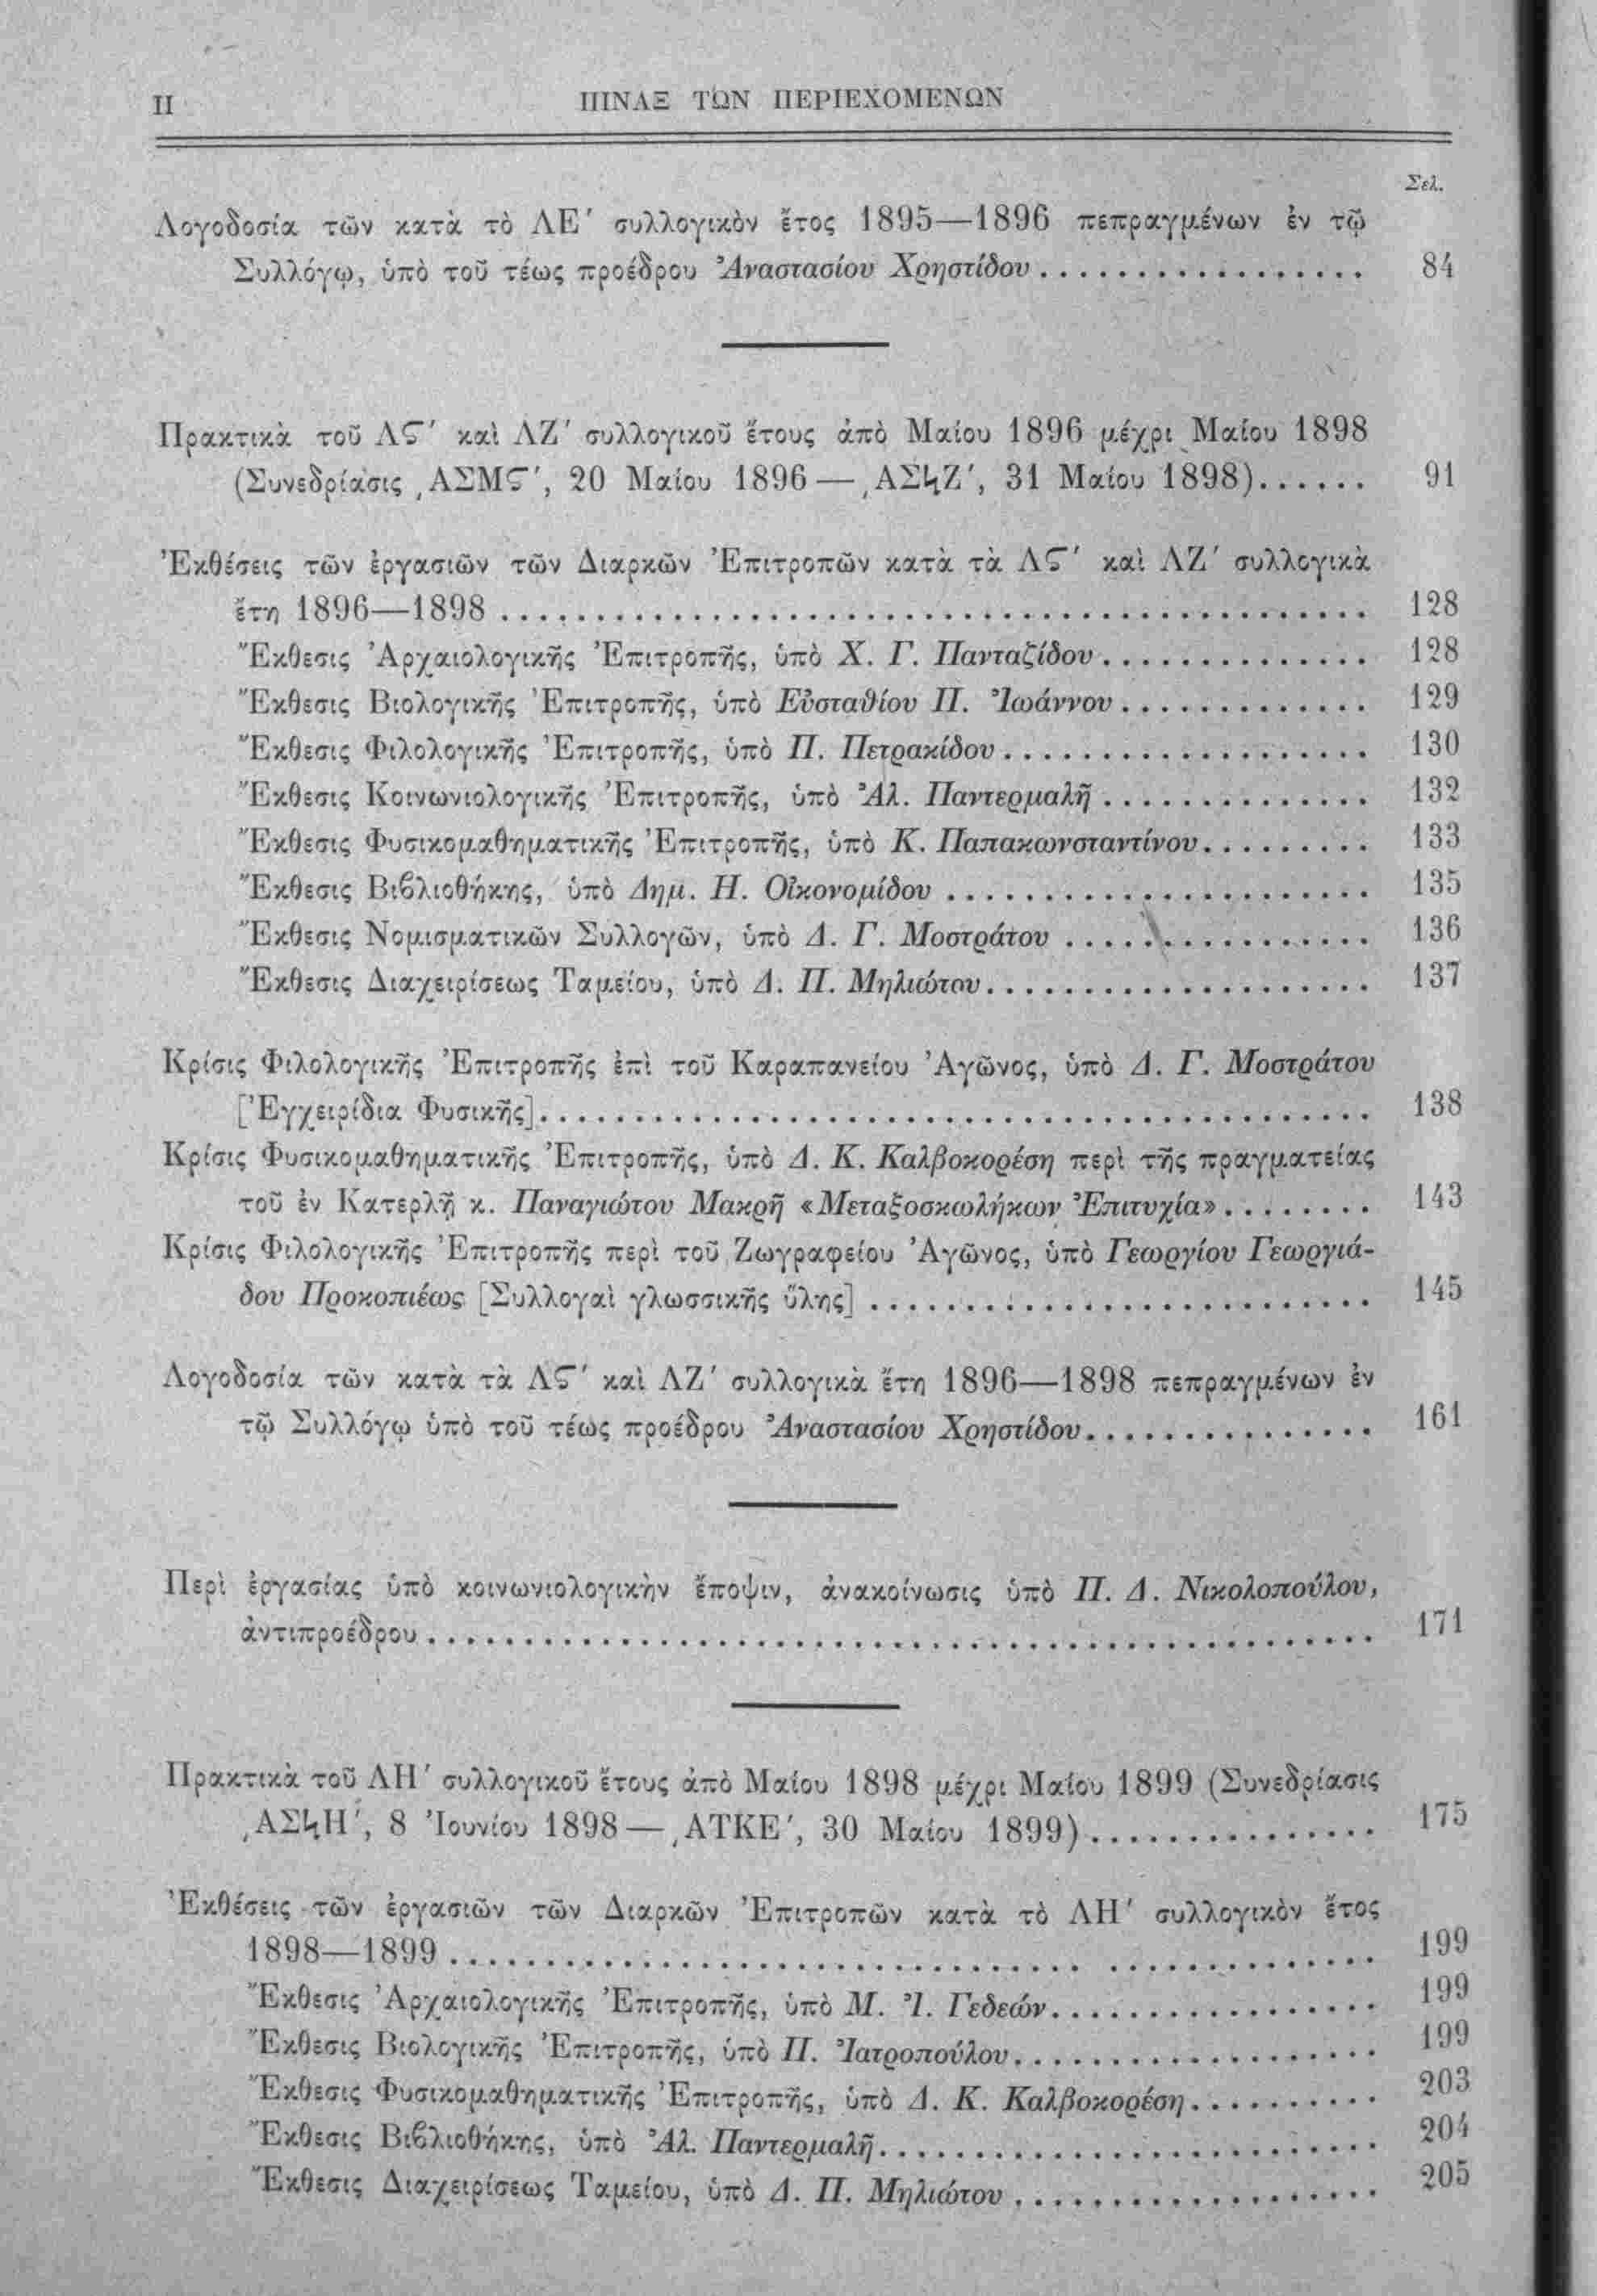 II
ΠΙΝΑΞ ΤΩΝ ΠΕΡΙΕΧΟΜΕΝΩΝ
Σελ.
Λογοδοσία τῶν κατὰ τὸ ΛΕ΄ συλλογικὸν ἔτος 1895—1896 πεπραγμένων ἐν τῷ
Συλλόγῳ, ὑπὸ τοῦ τέως προέδρου Ἀναστασίου Χρηστίδου . . . . . . . . . . . . . . . . . 84
Πρακτικὰ τοῦ ΛϚ΄ καὶ ΛΖ΄ συλλογικοῦ ἔτους ἀπὸ Μαίου 1896 μέχρι Μαίου 1898
(Συνεδρίασις ͵ΑΣΜϚ΄, 20 Μαίου 1896 — ͵ΑΣϞΖ΄, 31 Μαίου 1898) . . . . . . 91
Ἐκθέσεις τῶν ἐργασιῶν τῶν Διαρκῶν Ἐπιτροπῶν κατὰ τὰ ΛϚ΄ καὶ ΛΖ΄ συλλογικὰ
ἔτη 1896—1898 . . . . . . . . . . . . . . . . . . . . . . . . . . . . . . 128
Ἔκθεσις Ἀρχαιολογικῆς Ἐπιτροπῆς, ὑπὸ Χ. Γ. Πανταζίδου . . . . . . . . . . . . . . 128
Ἔκθεσις Βιολογικῆς Ἐπιτροπῆς, ὑπὸ Εὐσταθίου Π. Ἰωάννου . . . . . . . . . . . . . 129
Ἔκθεσις Φιλολογικῆς Ἐπιτροπῆς, ὑπὸ Π. Πετρακίδου . . . . . . . . . . . . . . . . . . . 130
Ἔκθεσις Κοινωνιολογικῆς Ἐπιτροπῆς, ὑπὸ Ἀλ. Παντερμαλῆ . . . . . . . . . . . . . . 132
Ἔκθεσις Φυσικομαθηματικῆς Ἐπιτροπῆς, ὑπὸ Κ. Παπακωνσταντίνου . . . . . . . . . 133
Ἔκθεσις Βιβλιοθήκης, ὑπὸ Δημ. Η. Οἰκονομίδου . . . . . . . . . . . . . . . . . . . . . . 135
Ἔκθεσις Νομισματικῶν Συλλογῶν, ὑπὸ Δ. Γ. Μοστράτου . . . . . . . . . . . . . . . . 136
Ἔκθεσις Διαχειρίσεως Ταμείου, ὑπὸ Δ. Π. Μηλιώτου . . . . . . . . . . . . . . . . . . . . 137
Κρίσις Φιλολογικῆς Ἐπιτροπῆς ἐπὶ τοῦ Καραπανείου Ἀγῶνος, ὑπὸ Δ. Γ. Μοστράτου
[Ἐγχειρίδια Φυσικῆς] . . . . . . . . . . . . . . . . . . . . . . . . . . . . . . 138
Κρίσις Φυσικομαθηματικῆς Ἐπιτροπῆς, ὑπὸ Δ. Κ. Καλβοκορέση περὶ τῆς πραγματείας
τοῦ ἐν Κατερλῇ κ. Παναγιώτου Μακρῆ «Μεταξοσκωλήκων Ἐπιτυχία» . . . . . . . . 143
Κρίσις Φιλολογικῆς Ἐπιτροπῆς περὶ τοῦ Ζωγραφείου Ἀγῶνος, ὑπὸ Γεωργίου Γεωργιά-
δου Προκοπιέως [Συλλογαὶ γλωσσικῆς ὕλης] . . . . . . . . . . . . . . . . . . . . . . . . . . 145
Λογοδοσία τῶν κατὰ τὰ ΛϚ΄ καὶ ΛΖ΄ συλλογικὰ ἔτη 1896—1898 πεπραγμένων ἐν
τῷ Συλλόγῳ ὑπὸ τοῦ τέως προέδρου Ἀναστασίου Χρηστίδου . . . . . . . . . . . . . . . 161
Περὶ ἐργασίας ὑπὸ κοινωνιολογικὴν ἔποψιν, ἀνακοίνωσις ὑπὸ Π. Δ. Νικολοπούλου,
ἀντιπροέδρου . . . . . . . . . . . . . . . . . . . . . . . . . . . . . . 171
Πρακτικὰ τοῦ ΛΗ΄ συλλογικοῦ ἔτους ἀπὸ Μαίου 1898 μέχρι Μαίου 1899 (Συνεδρίασις
͵ΑΣϞΗ΄, 8 Ἰουνίου 1898 — ͵ΑΤΚΕ΄, 30 Μαίου 1899) . . . . . . . . . . . . . . . 175
Ἐκθέσεις τῶν ἐργασιῶν τῶν Διαρκῶν Ἐπιτροπῶν κατὰ τὸ ΛΗ΄ συλλογικὸν ἔτος
1898—1899 . . . . . . . . . . . . . . . . . . . . . . . . . . . . . . 199
Ἔκθεσις Ἀρχαιολογικῆς Ἐπιτροπῆς, ὑπὸ Μ. Ἰ. Γεδεών . . . . . . . . . . . . . . . . . 199
Ἔκθεσις Βιολογικῆς Ἐπιτροπῆς, ὑπὸ Π. Ἰατροπούλου . . . . . . . . . . . . . . . . . . . 199
Ἔκθεσις Φυσικομαθηματικῆς Ἐπιτροπῆς, ὑπὸ Δ. Κ. Καλβοκορέση . . . . . . . . . . 203
Ἔκθεσις Βιβλιοθήκης, ὑπὸ Ἀλ. Παντερμαλῆ . . . . . . . . . . . . . . . . . . . . . . . . . . 204
Ἔκθεσις Διαχειρίσεως Ταμείου, ὑπὸ Δ. Π. Μηλιώτου . . . . . . . . . . . . . . . . . . . 205